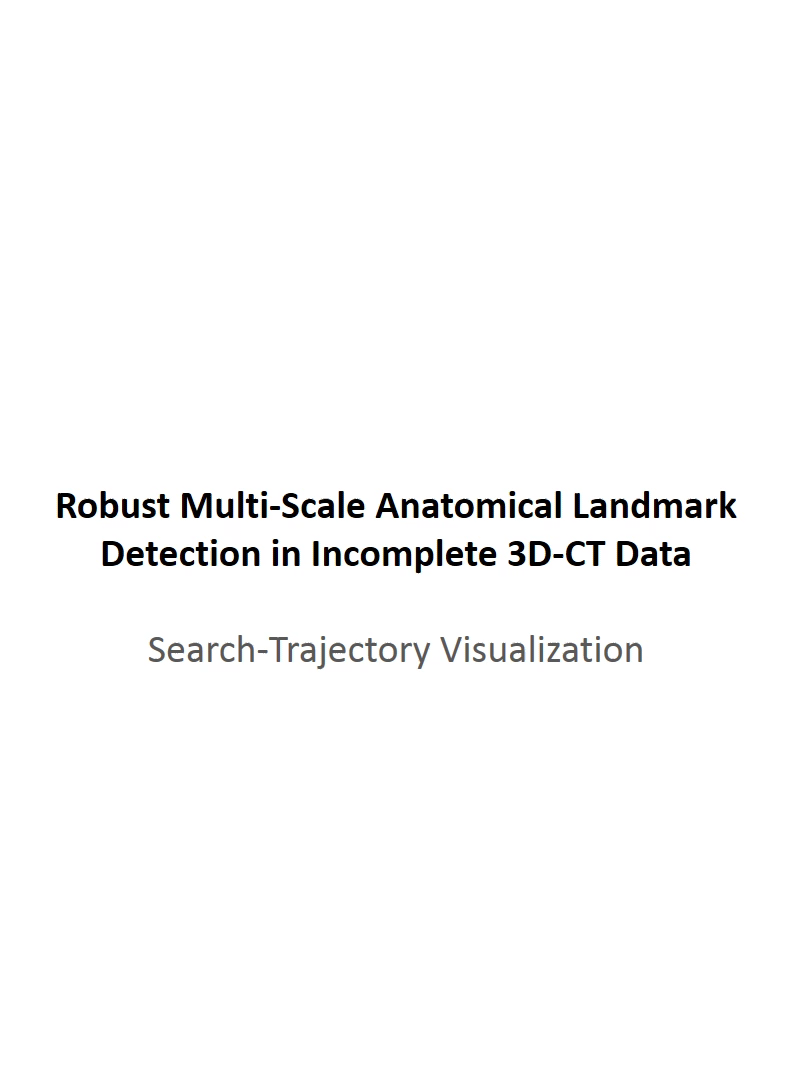 Robust Multi-Scale Anatomical Landmark
Detection in Incomplete 3D-CT Data
Search-Trajectory Visualization